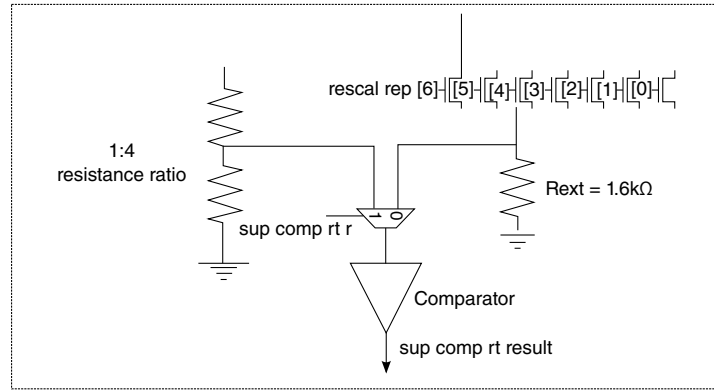 rescal rep [6] [5] [4] [3] [2] [1] [0]
1:4
resistance ratio
Rext = 1.6kΩ
1 0
sup comp rt r
Comparator
sup comp rt result